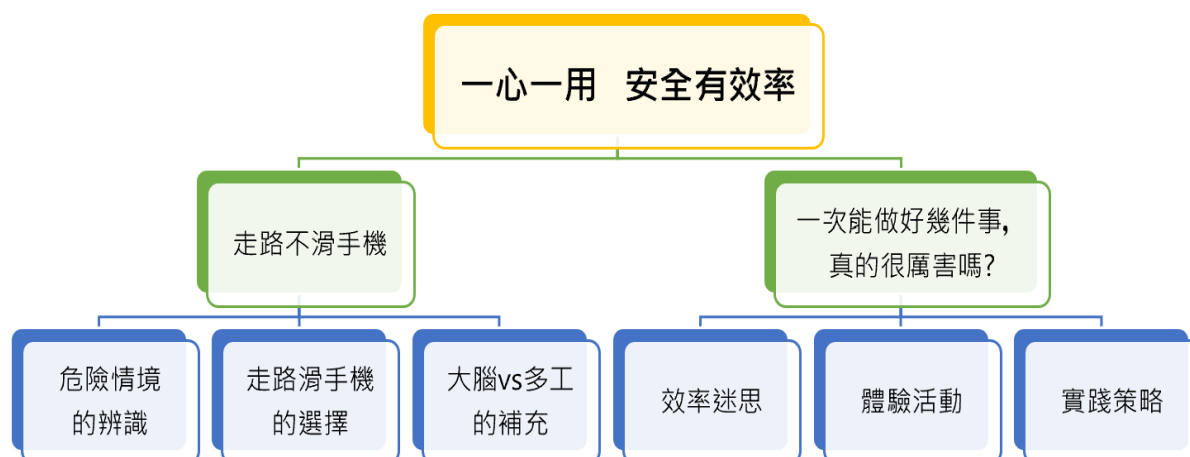 一心一用 安全有效率
走路不滑手機
一次能做好幾件事,
真的很厲害嗎?
危險情境
的辨識
走路滑手機
的選擇
大腦vs多工
的補充
效率迷思
體驗活動
實踐策略